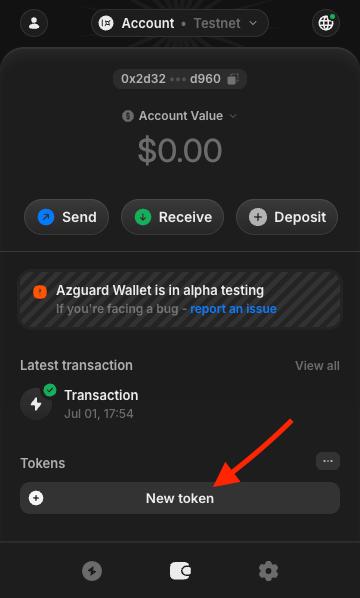 Account • Testnet
0x2d32 ••• d960
Account Value
$0.00
Send
Receive
Deposit
Azguard Wallet is in alpha testing
If you're facing a bug - report an issue
Latest transaction
View all
Transaction
Jul 01, 17:54
Tokens
New token